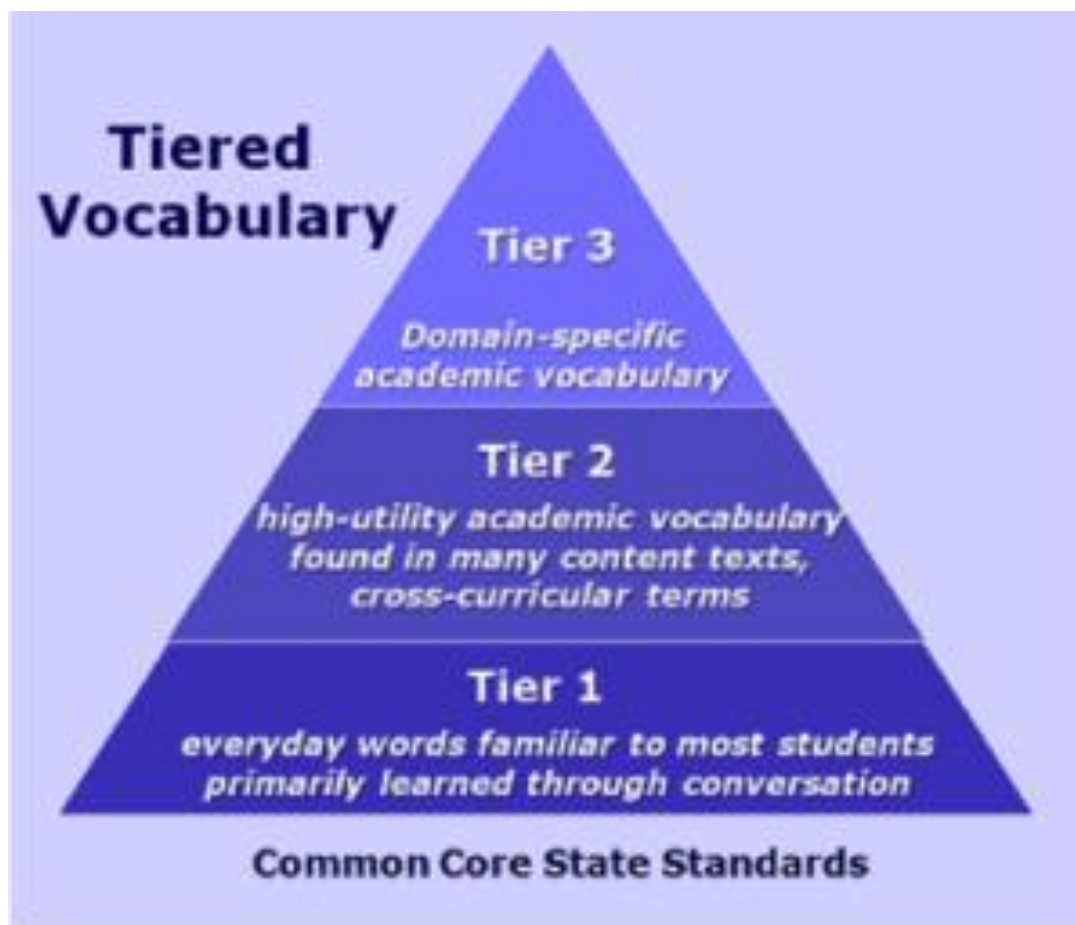 Tiered
Vocabulary
Tier 3
Domain-specific
academic vocabulary
Tier 2
high-utility academic vocabulary
found in many content texts,
cross-curricular terms
Tier 1
everyday words familiar to most students
primarily learned through conversation
Common Core State Standards